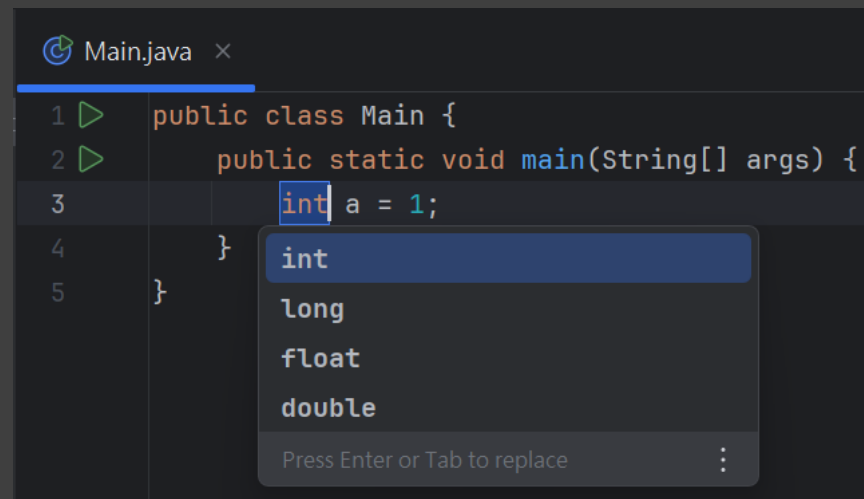 Main.java ×
1 public class Main {
2 public static void main(String[] args) {
3 int a = 1;
4 }
5 }
int
long
float
double
Press Enter or Tab to replace